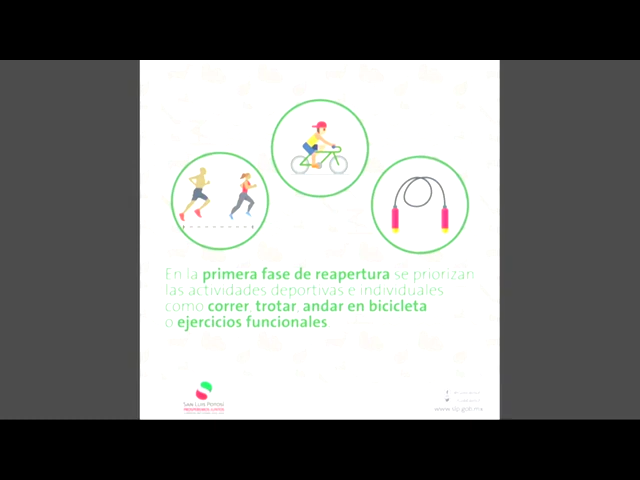 En la primera fase de reapertura se priorizan
las actividades deportivas e individuales
como correr, trotar, andar en bicicleta
o ejercicios funcionales
SAN LUIS POTOSÍ
www.slp.gob.mx